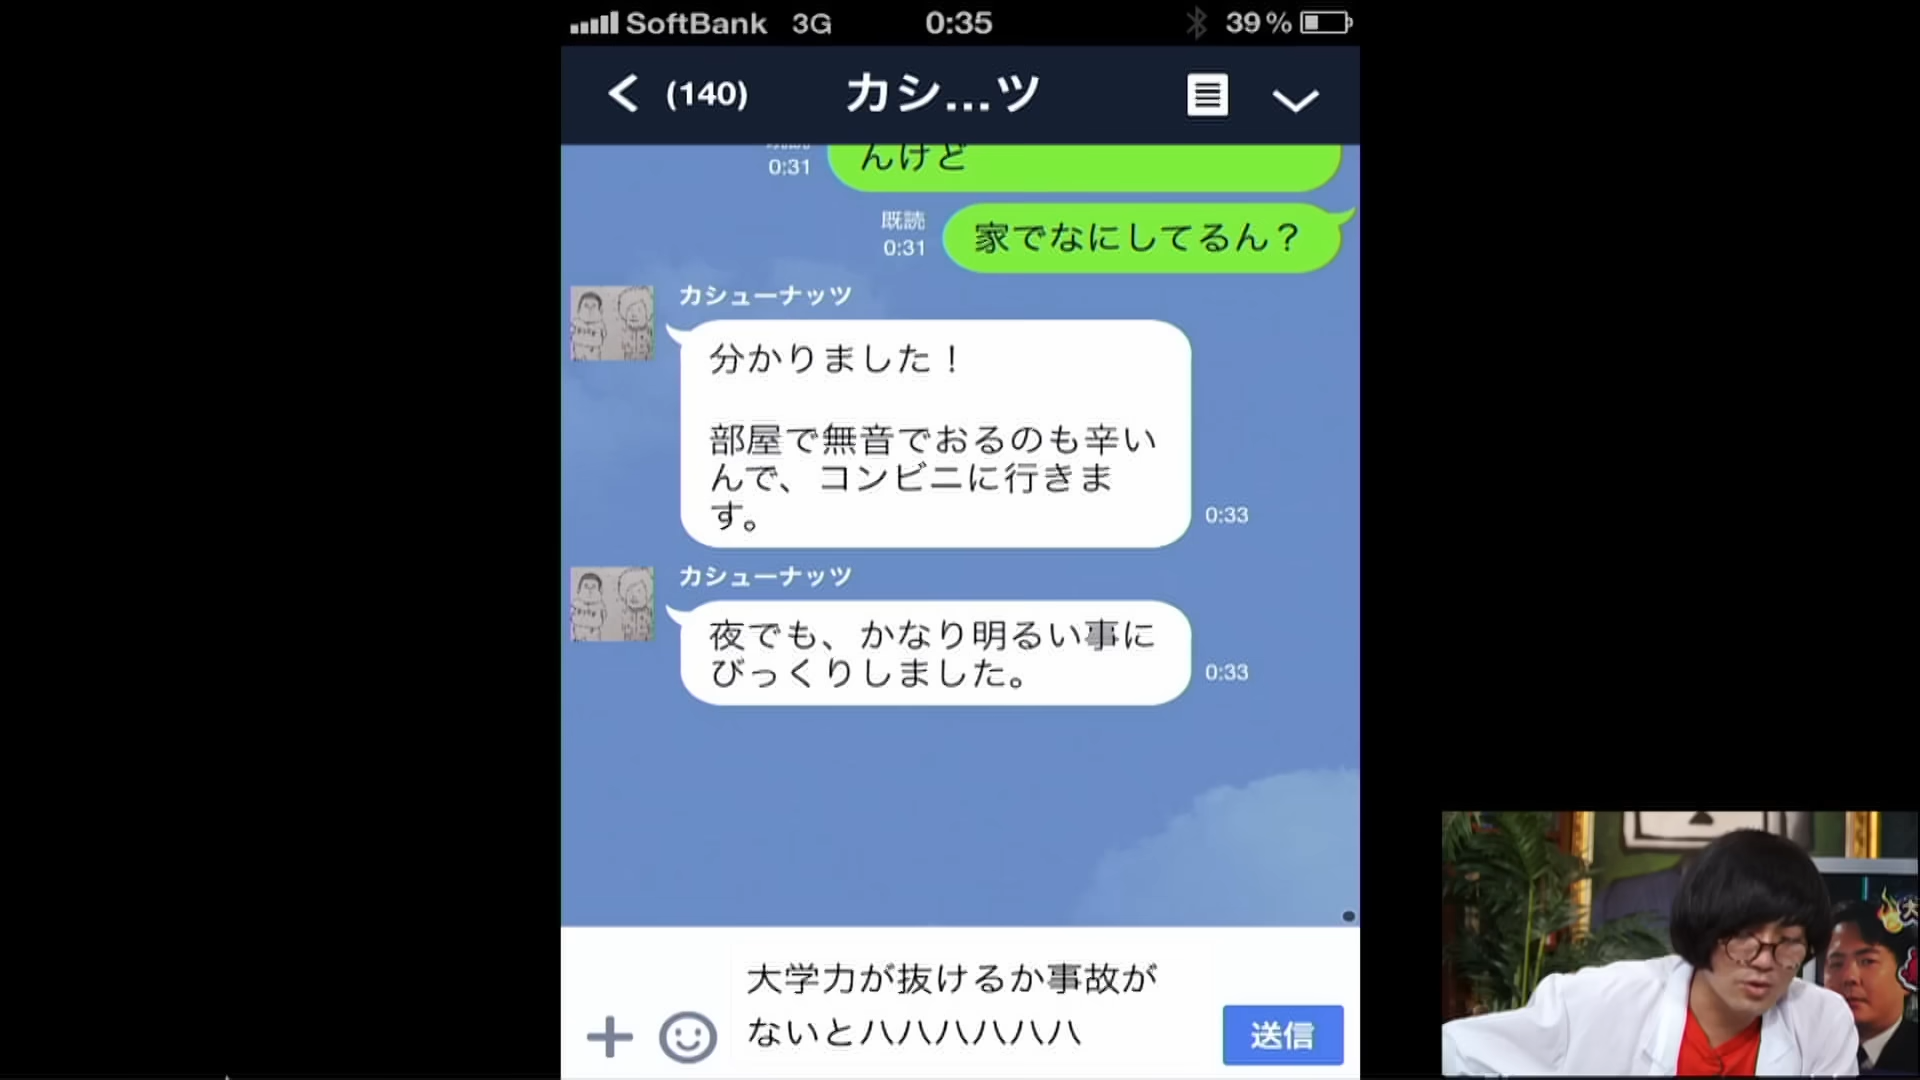 SoftBank 3G 0:35 39%
(140) カシ...ツ
んけど
0:31
家でなにしてるん？
既読
0:31
カシューナッツ
分かりました！
部屋で無音でおるのも辛い
んで、コンビニに行きま
す。
0:33
カシューナッツ
夜でも、かなり明るい事に
びっくりしました。
0:33
大学力が抜けるか事故が
ないとハハハハハハ
送信